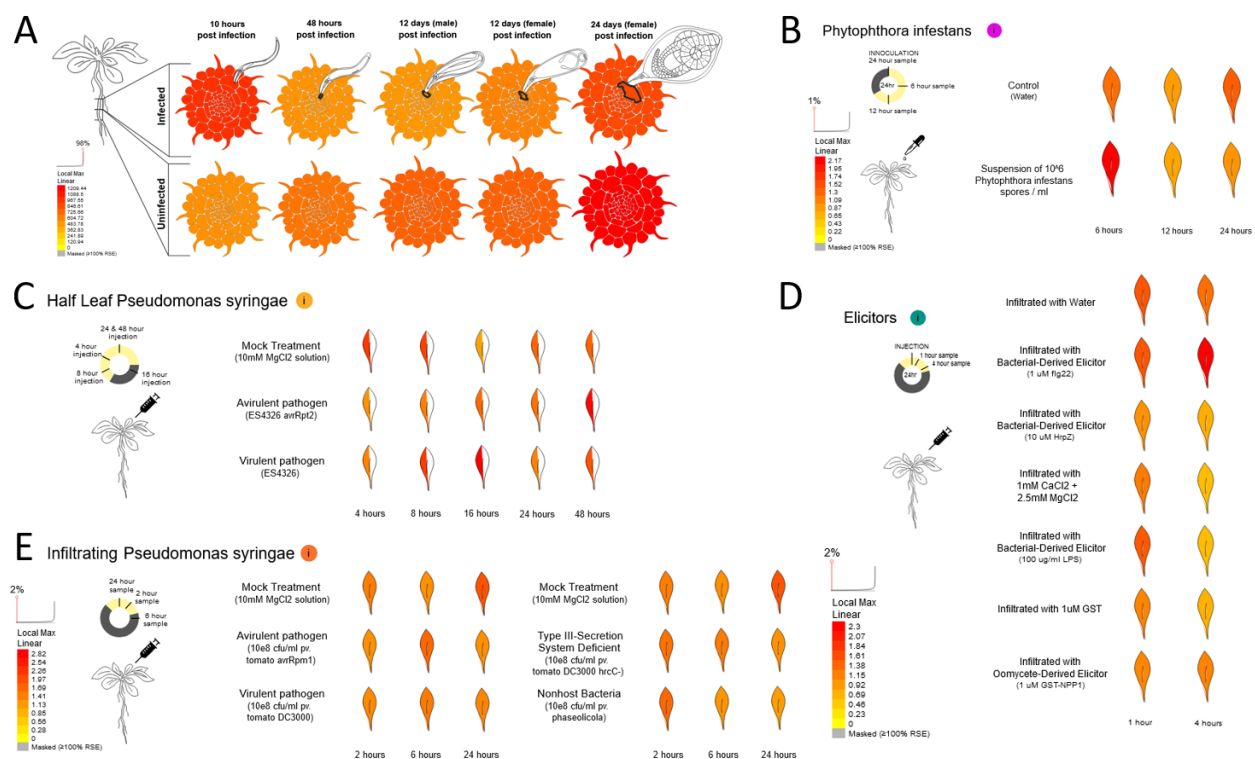 A
10 hours
post infection
48 hours
post infection
12 days (male)
post infection
12 days (female)
post infection
24 days (female)
post infection
Infected
Uninfected
98%
Local Max
Linear
1209.44
1088.5
967.55
846.61
725.66
604.72
483.78
362.83
241.89
120.94
0
Masked (≥100% RSE)
B
Phytophthora infestans
i
INNOCULATION
24 hour sample
24hr
6 hour sample
12 hour sample
1%
Local Max
Linear
2.17
1.95
1.74
1.52
1.3
1.09
0.87
0.65
0.43
0.22
0
Masked (≥100% RSE)
Control
(Water)
Suspension of 10^6
Phytophthora infestans
spores / ml
6 hours
12 hours
24 hours
C
Half Leaf Pseudomonas syringae
i
24 & 48 hour
injection
4 hour
injection
8 hour
injection
16 hour
injection
Mock Treatment
(10mM MgCl2 solution)
Avirulent pathogen
(ES4326 avrRpt2)
Virulent pathogen
(ES4326)
4 hours
8 hours
16 hours
24 hours
48 hours
D
Elicitors
i
INJECTION
1 hour sample
4 hour sample
24hr
2%
Local Max
Linear
2.3
2.07
1.84
1.61
1.38
1.15
0.92
0.69
0.46
0.23
0
Masked (≥100% RSE)
Infiltrated with Water
Infiltrated with
Bacterial-Derived Elicitor
(1 uM flg22)
Infiltrated with
Bacterial-Derived Elicitor
(10 uM HrpZ)
Infiltrated with
1mM CaCl2 +
2.5mM MgCl2
Infiltrated with
Bacterial-Derived Elicitor
(100 ug/ml LPS)
Infiltrated with 1uM GST
Infiltrated with
Oomycete-Derived Elicitor
(1 uM GST-NPP1)
1 hour
4 hours
E
Infiltrating Pseudomonas syringae
i
2%
24 hour
sample
2 hour
sample
6 hour
sample
Local Max
Linear
2.82
2.54
2.26
1.97
1.69
1.41
1.13
0.85
0.56
0.28
0
Masked (≥100% RSE)
Mock Treatment
(10mM MgCl2 solution)
Avirulent pathogen
(10e8 cfu/ml pv.
tomato avrRpm1)
Virulent pathogen
(10e8 cfu/ml pv.
tomato DC3000)
2 hours
6 hours
24 hours
Mock Treatment
(10mM MgCl2 solution)
Type III-Secretion
System Deficient
(10e8 cfu/ml pv.
tomato DC3000 hrcC-)
Nonhost Bacteria
(10e8 cfu/ml pv.
phaseolicola)
2 hours
6 hours
24 hours